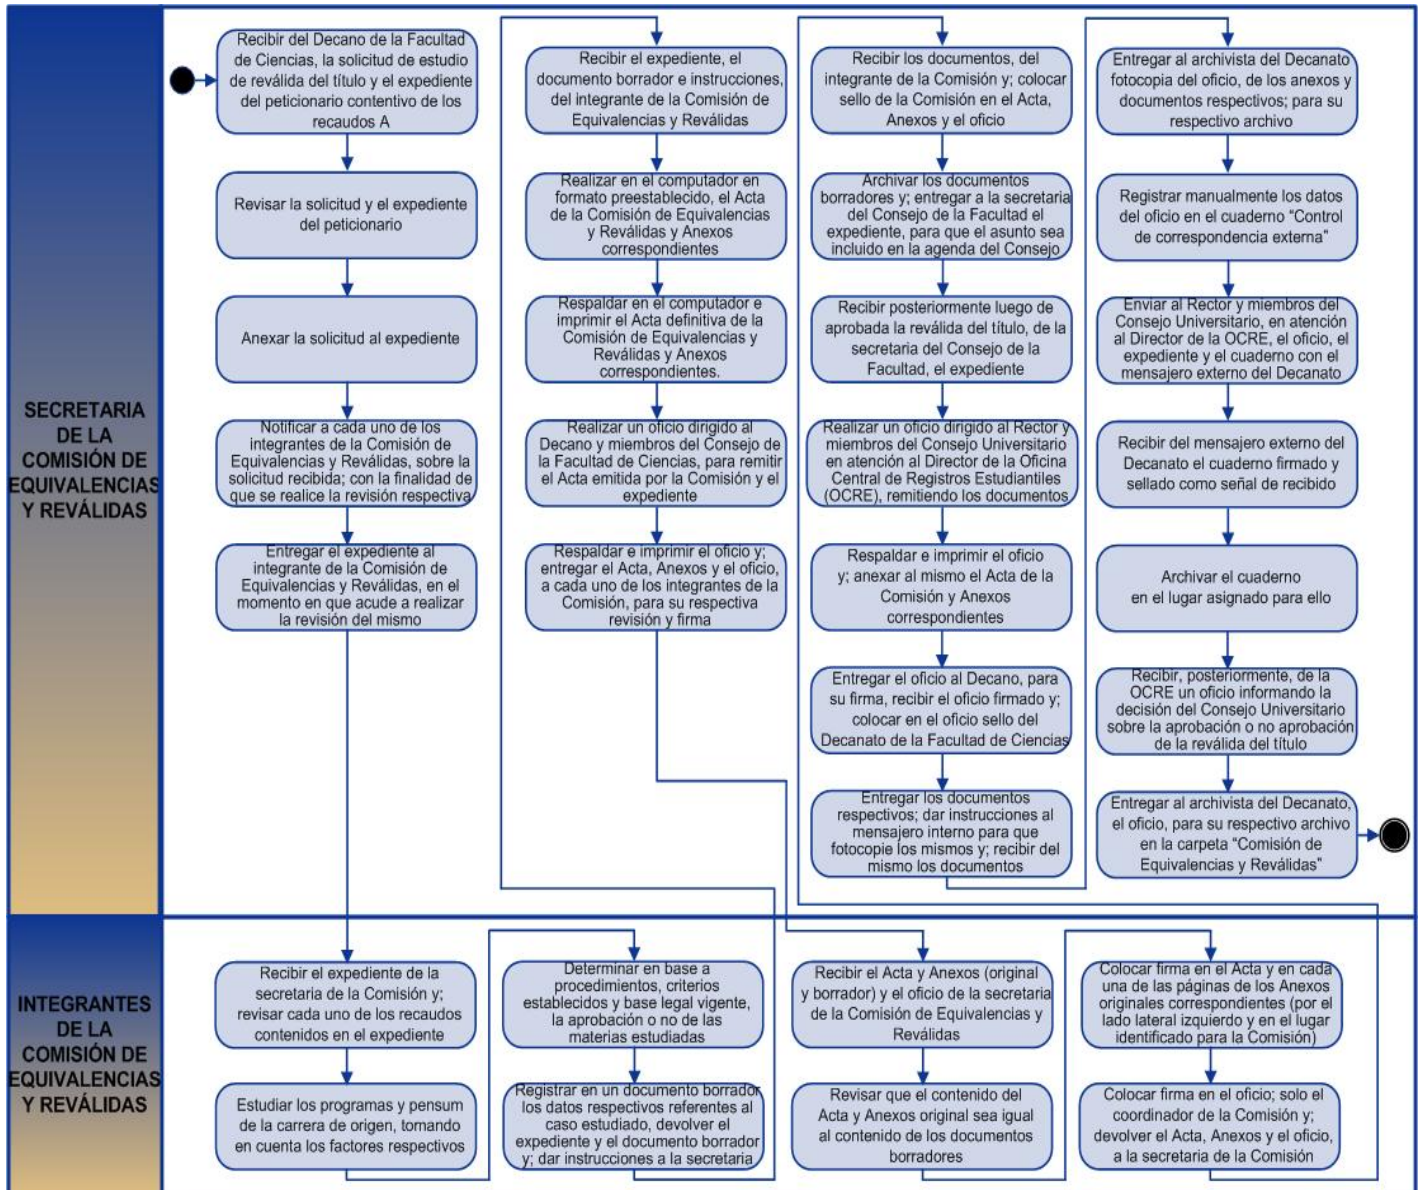 SECRETARIA
DE LA
COMISIÓN DE
EQUIVALENCIAS
Y REVÁLIDAS
Recibir del Decano de la Facultad
de Ciencias, la solicitud de estudio
de reválida del título y el expediente
del peticionario contentivo de los
recaudos A
Revisar la solicitud y el expediente
del peticionario
Anexar la solicitud al expediente
Notificar a cada uno de los
integrantes de la Comisión de
Equivalencias y Reválidas, sobre la
solicitud recibida; con la finalidad de
que se realice la revisión respectiva
Entregar el expediente al
integrante de la Comisión de
Equivalencias y Reválidas, en el
momento en que acude a realizar
la revisión del mismo
Recibir el expediente, el
documento borrador e instrucciones,
del integrante de la Comisión de
Equivalencias y Reválidas
Realizar en el computador en
formato preestablecido, el Acta
de la Comisión de Equivalencias
y Reválidas y Anexos
correspondientes
Respaldar en el computador e
imprimir el Acta definitiva de la
Comisión de Equivalencias y
Reválidas y Anexos
correspondientes.
Realizar un oficio dirigido al
Decano y miembros del Consejo de
la Facultad de Ciencias, para remitir
el Acta emitida por la Comisión y el
expediente
Respaldar e imprimir el oficio y;
entregar el Acta, Anexos y el oficio,
a cada uno de los integrantes de la
Comisión, para su respectiva
revisión y firma
Recibir los documentos, del
integrante de la Comisión y; colocar
sello de la Comisión en el Acta,
Anexos y el oficio
Archivar los documentos
borradores y; entregar a la secretaria
del Consejo de la Facultad el
expediente, para que el asunto sea
incluido en la agenda del Consejo
Recibir posteriormente luego de
aprobada la reválida del título, de la
secretaria del Consejo de la
Facultad, el expediente
Realizar un oficio dirigido al Rector y
miembros del Consejo Universitario
en atención al Director de la Oficina
Central de Registros Estudiantiles
(OCRE), remitiendo los documentos
Respaldar e imprimir el oficio
y; anexar al mismo el Acta de la
Comisión y Anexos
correspondientes
Entregar el oficio al Decano, para
su firma, recibir el oficio firmado y;
colocar en el oficio sello del
Decanato de la Facultad de Ciencias
Entregar los documentos
respectivos; dar instrucciones al
mensajero interno para que
fotocopie los mismos y; recibir del
mismo los documentos
Entregar al archivista del Decanato
fotocopia del oficio, de los anexos y
documentos respectivos; para su
respectivo archivo
Registrar manualmente los datos
del oficio en el cuaderno “Control
de correspondencia externa”
Enviar al Rector y miembros del
Consejo Universitario, en atención
al Director de la OCRE, el oficio, el
expediente y el cuaderno con el
mensajero externo del Decanato
Recibir del mensajero externo del
Decanato el cuaderno firmado y
sellado como señal de recibido
Archivar el cuaderno
en el lugar asignado para ello
Recibir, posteriormente, de la
OCRE un oficio informando la
decisión del Consejo Universitario
sobre la aprobación o no aprobación
de la reválida del título
Entregar al archivista del Decanato,
el oficio, para su respectivo archivo
en la carpeta “Comisión de
Equivalencias y Reválidas”
INTEGRANTES
DE LA
COMISIÓN DE
EQUIVALENCIAS
Y REVÁLIDAS
Recibir el expediente de la
secretaria de la Comisión y;
revisar cada uno de los recaudos
contenidos en el expediente
Estudiar los programas y pensum
de la carrera de origen, tomando
en cuenta los factores respectivos
Determinar en base a
procedimientos, criterios
establecidos y base legal vigente,
la aprobación o no de las
materias estudiadas
Registrar en un documento borrador
los datos respectivos referentes al
caso estudiado, devolver el
expediente y el documento borrador
y; dar instrucciones a la secretaria
Recibir el Acta y Anexos (original
y borrador) y el oficio de la secretaria
de la Comisión de Equivalencias y
Reválidas
Revisar que el contenido del
Acta y Anexos original sea igual
al contenido de los documentos
borradores
Colocar firma en el Acta y en cada
una de las páginas de los Anexos
originales correspondientes (por el
lado lateral izquierdo y en el lugar
identificado para la Comisión)
Colocar firma en el oficio; solo el
coordinador de la Comisión y;
devolver el Acta, Anexos y el oficio,
a la secretaria de la Comisión